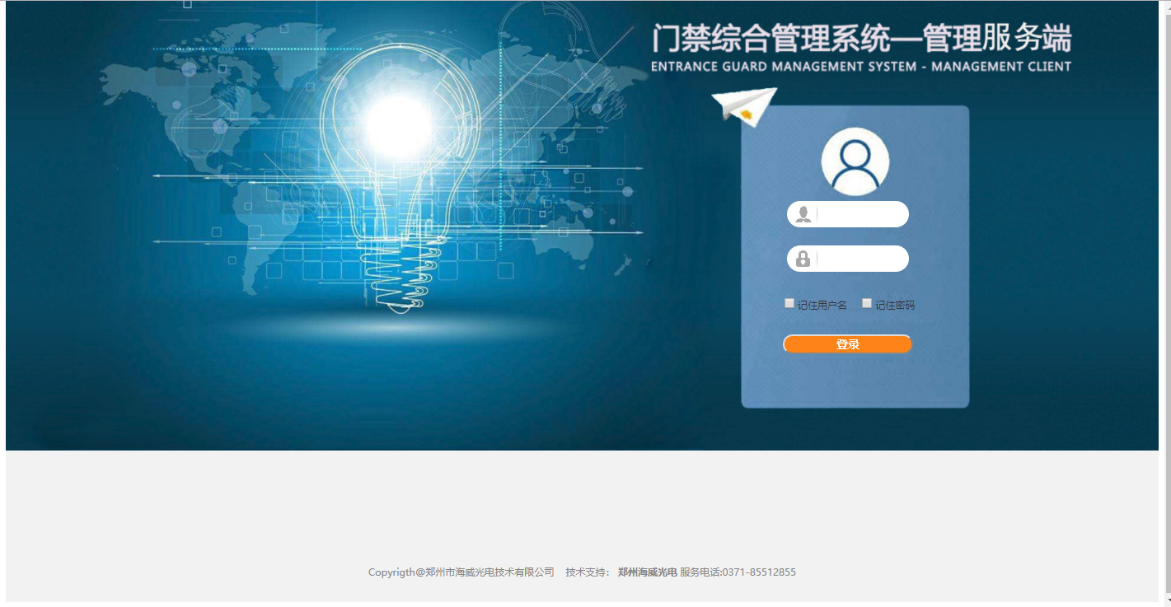 门禁综合管理系统—管理服务端
ENTRANCE GUARD MANAGEMENT SYSTEM - MANAGEMENT CLIENT
记住用户名 记住密码
登录
Copyrigth@郑州市海威光电技术有限公司 技术支持: 郑州海威光电 服务电话:0371-85512855